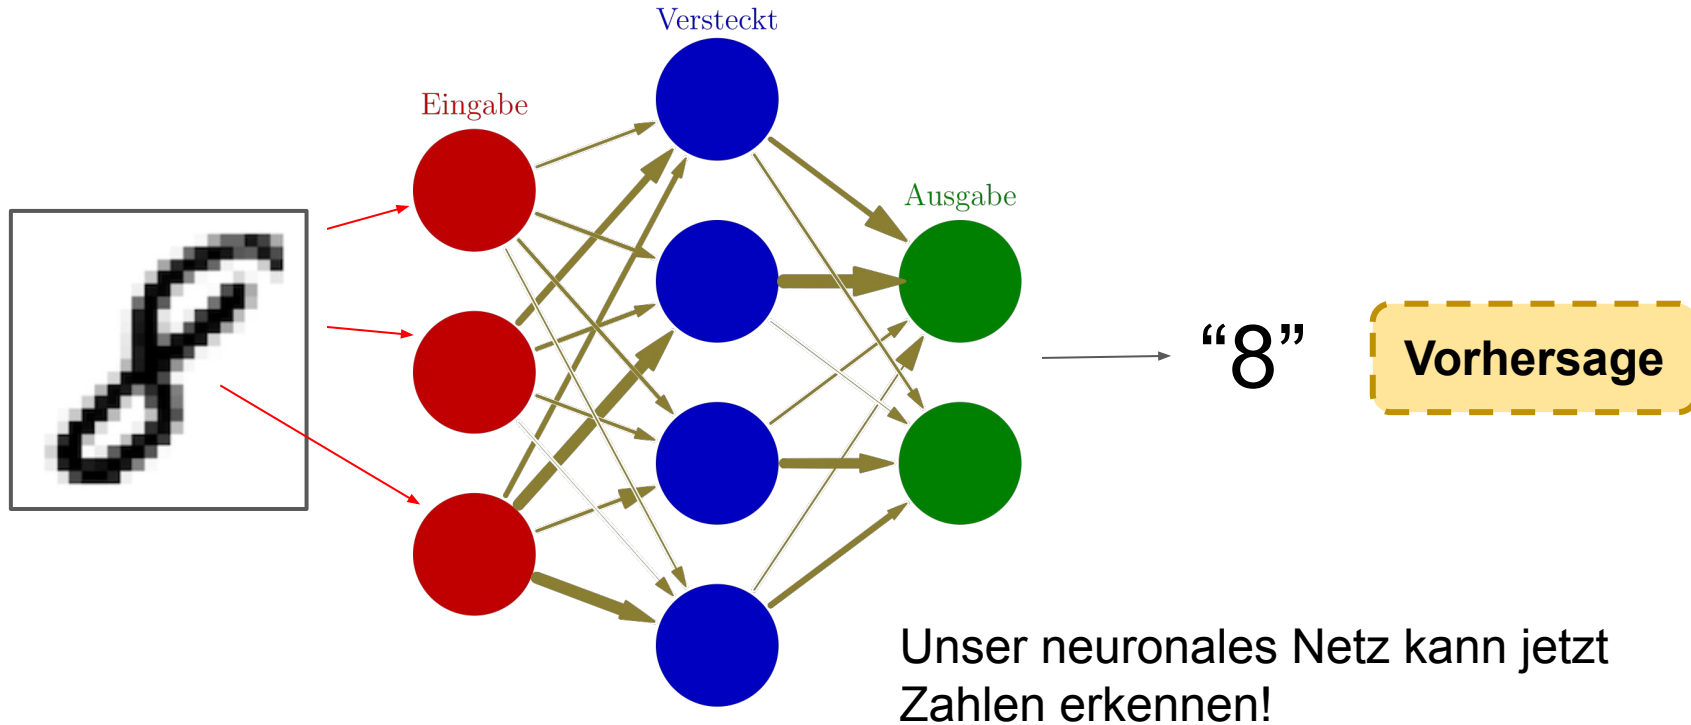 Versteckt
Eingabe
Ausgabe
“8”
Vorhersage
Unser neuronales Netz kann jetzt
Zahlen erkennen!